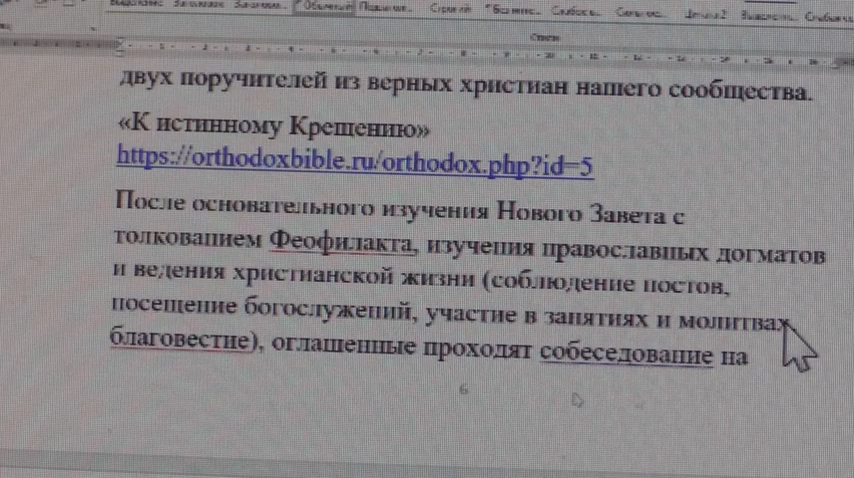 двух поручителей из верных христиан нашего сообщества.
«К истинному Крещению»
https://orthodoxbible.ru/orthodox.php?id=5
После основательного изучения Нового Завета с
толкованием Феофилакта, изучения православных догматов
и ведения христианской жизни (соблюдение постов,
посещение богослужений, участие в занятиях и молитвах
благовестие), оглашенные проходят собеседование на
6